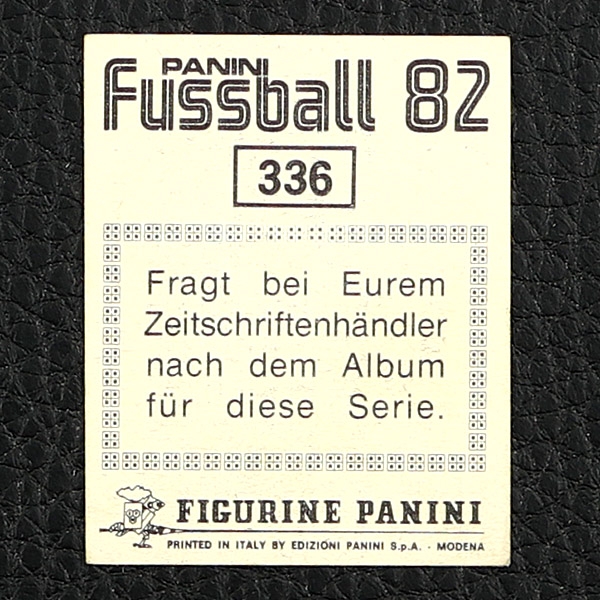 PANINI
Fussball 82
336
Fragt bei Eurem
Zeitschriftenhändler
nach dem Album
für diese Serie.
FIGURINE PANINI
PRINTED IN ITALY BY EDIZIONI PANINI S.p.A. - MODENA